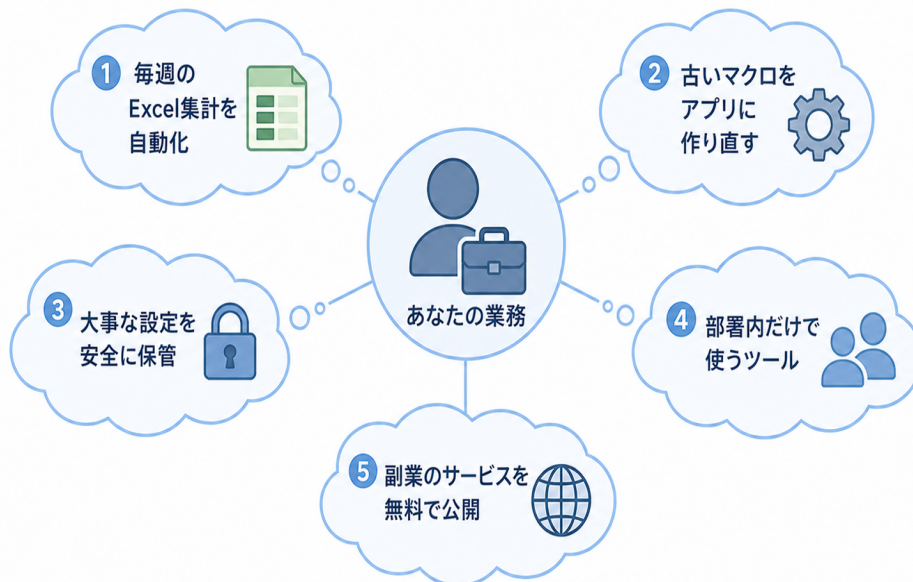 1 毎週の
Excel集計を
自動化
2 古いマクロを
アプリに
作り直す
あなたの業務
3 大事な設定を
安全に保管
4 部署内だけで
使うツール
5 副業のサービスを
無料で公開